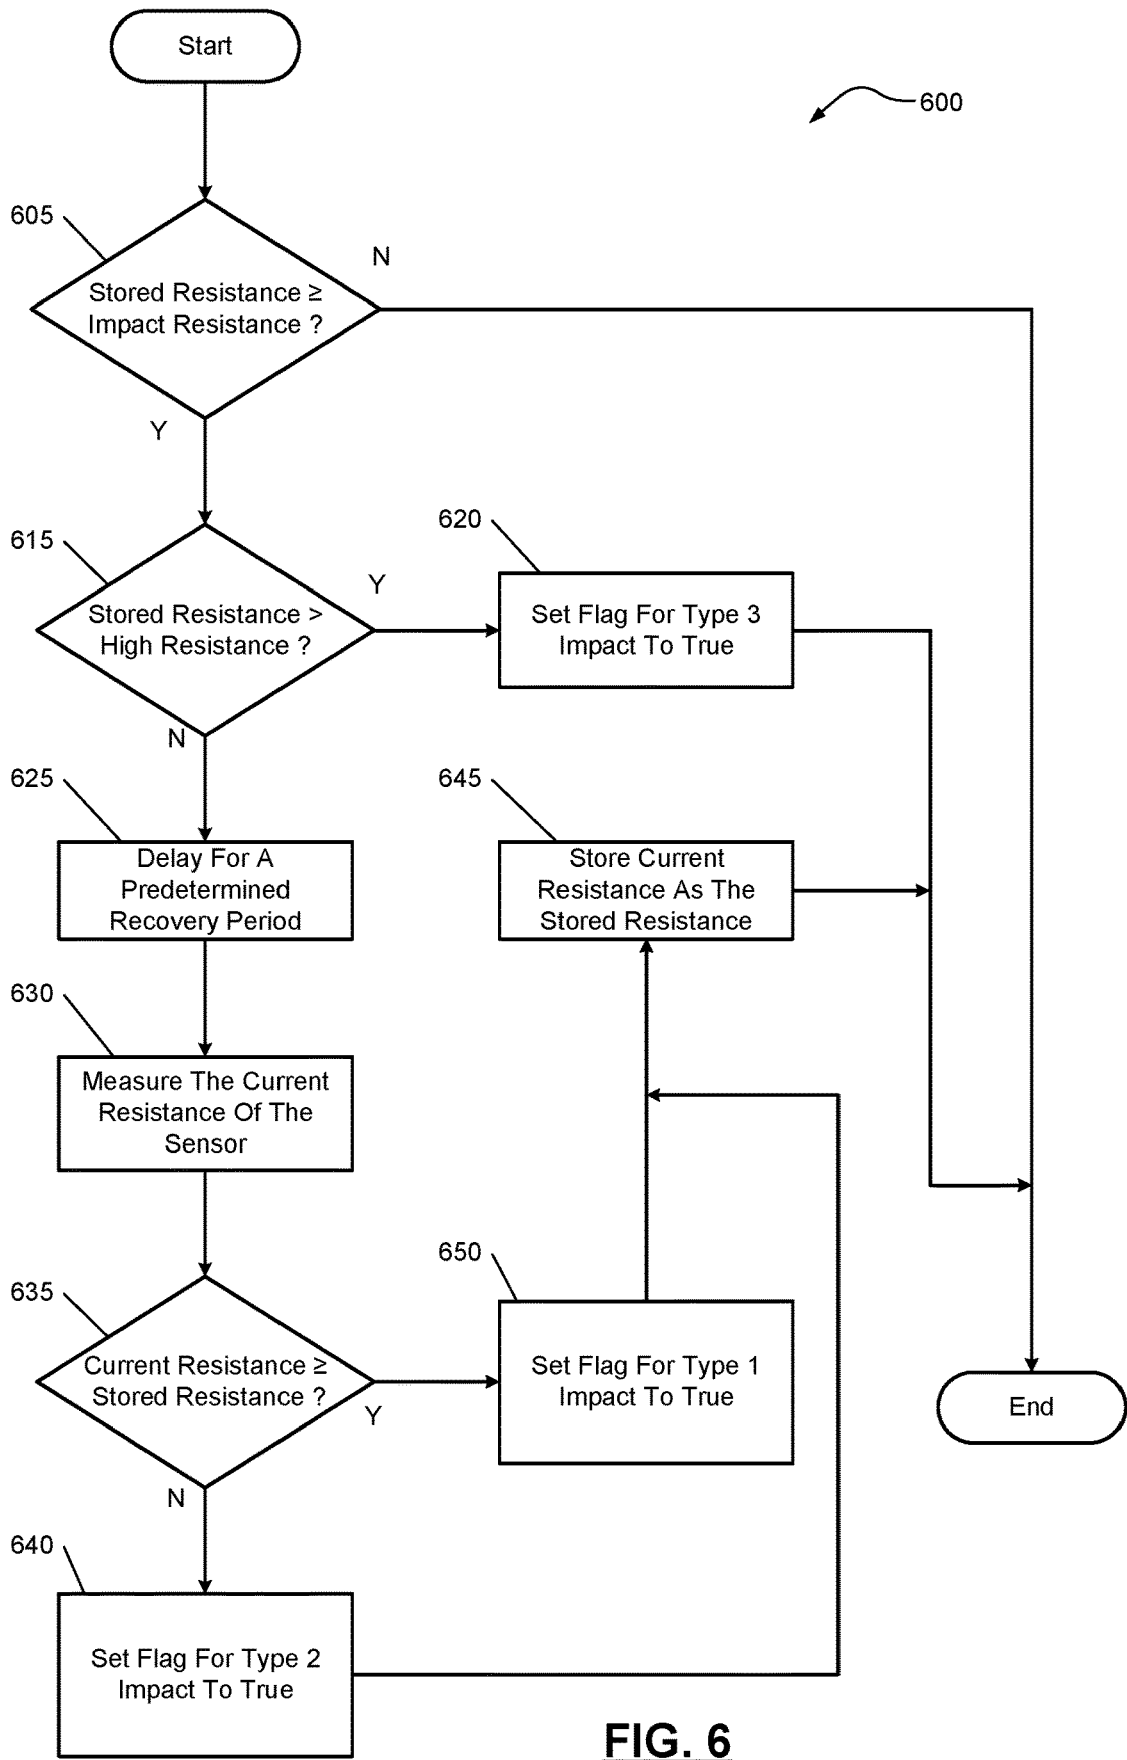 Start
600
605
N
Stored Resistance ≥
Impact Resistance ?
Y
615
620
Y
Stored Resistance >
High Resistance ?
Set Flag For Type 3
Impact To True
N
625
645
Delay For A
Predetermined
Recovery Period
Store Current
Resistance As The
Stored Resistance
630
Measure The Current
Resistance Of The
Sensor
650
635
Current Resistance ≥
Stored Resistance ?
Y
Set Flag For Type 1
Impact To True
End
N
640
Set Flag For Type 2
Impact To True
FIG. 6